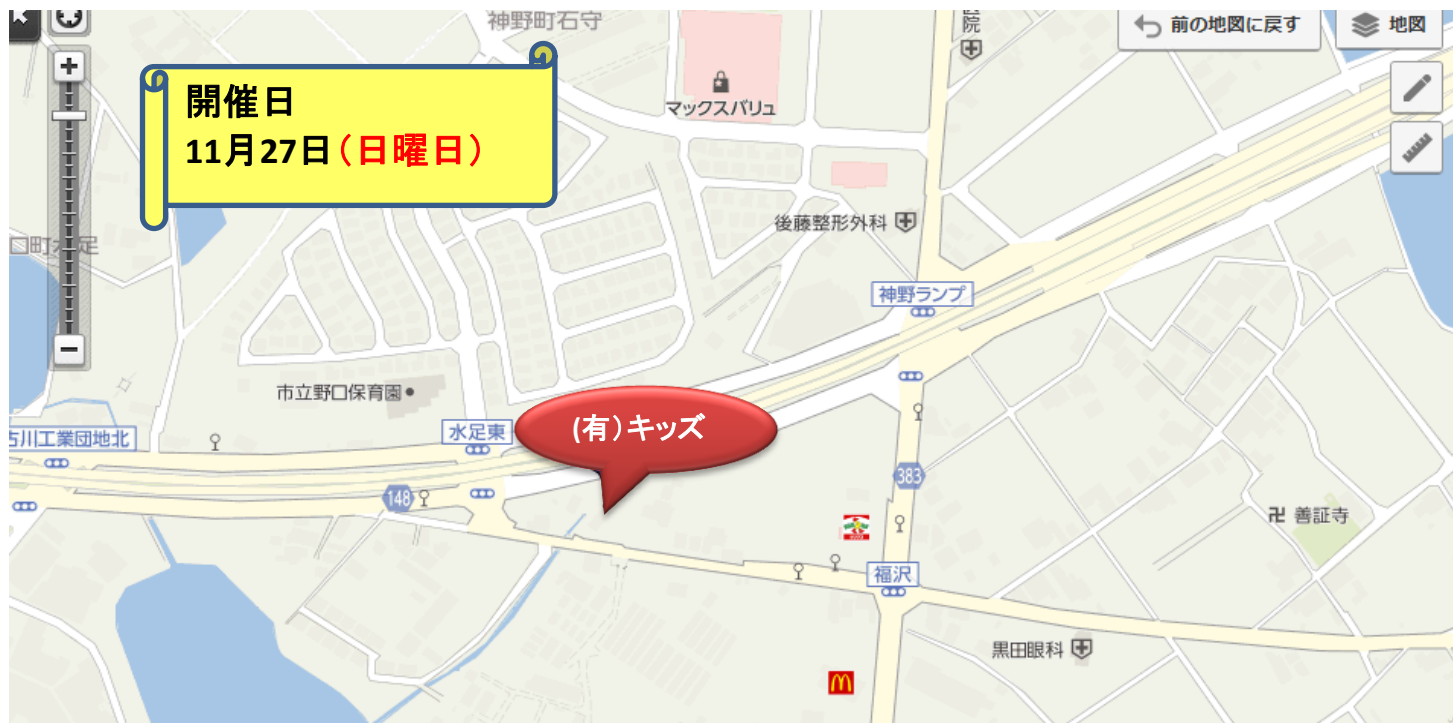 神野町石守
医院
前の地図に戻す
地図
開催日
11月27日(日曜日)
マックスバリュ
後藤整形外科
神野ランプ
市立野口保育園
古川工業団地北
水足東
(有)キッズ
383
148
善証寺
福沢
黒田眼科